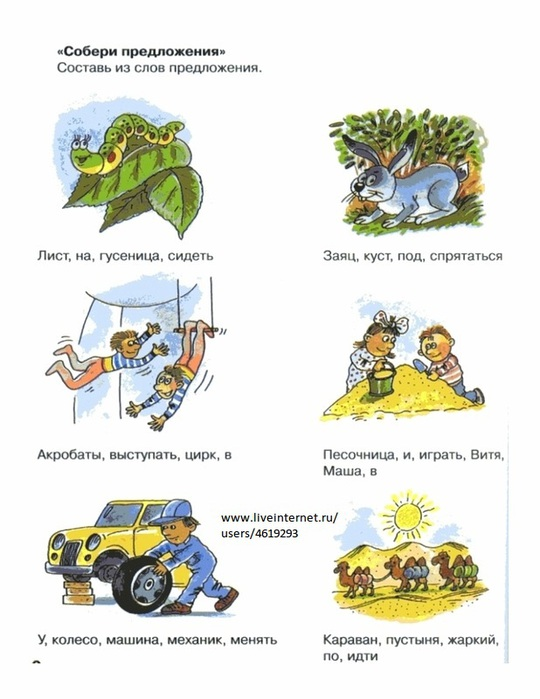 «Собери предложения»
Составь из слов предложения.
Лист, на, гусеница, сидеть
Заяц, куст, под, спрятаться
Акробаты, выступать, цирк, в
Песочница, и, играть, Витя,
Маша, в
www.liveinternet.ru/
users/4619293
У, колесо, машина, механик, менять
Караван, пустыня, жаркий,
по, идти